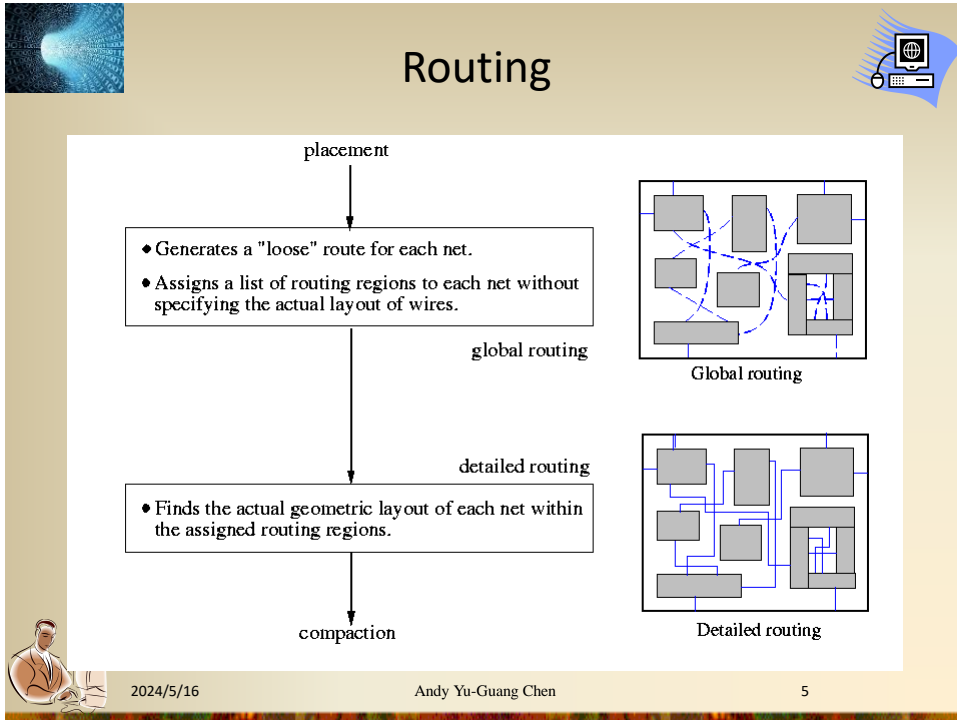 Routing
placement
• Generates a "loose" route for each net.
• Assigns a list of routing regions to each net without
specifying the actual layout of wires.
global routing
Global routing
detailed routing
• Finds the actual geometric layout of each net within
the assigned routing regions.
compaction
Detailed routing
2024/5/16
Andy Yu-Guang Chen
5